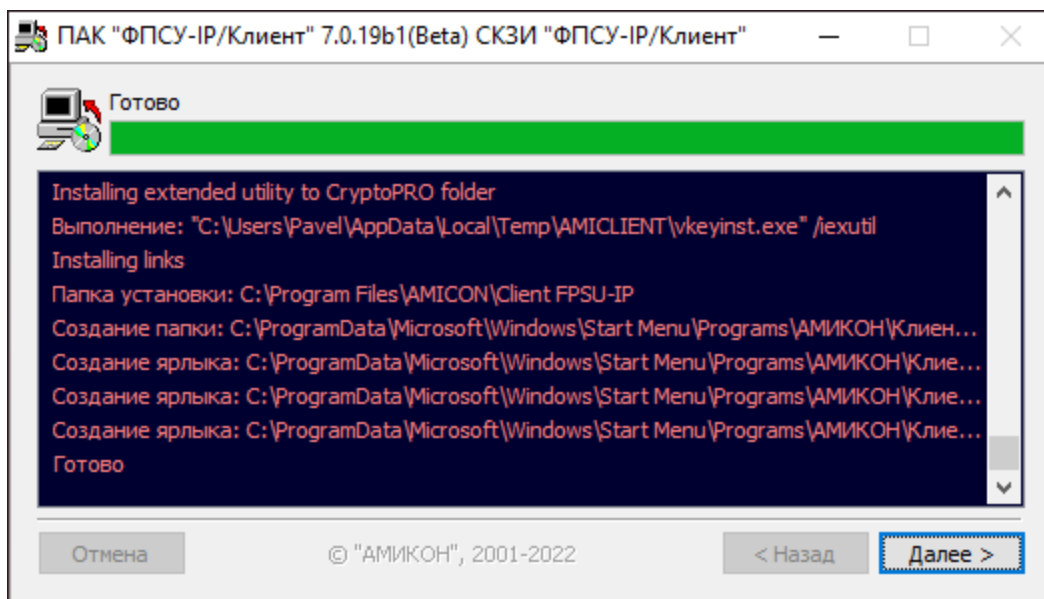 ПАК "ФПСУ-IP/Клиент" 7.0.19b1(Beta) СКЗИ "ФПСУ-IP/Клиент"
Готово
Installing extended utility to CryptoPRO folder
Выполнение: "C:\Users\Pavel\AppData\Local\Temp\AMICLIENT\vkeyinst.exe" /iexutil
Installing links
Папка установки: C:\Program Files\AMICON\Client FPSU-IP
Создание папки: C:\ProgramData\Microsoft\Windows\Start Menu\Programs\АМИКОН\Клиен...
Создание ярлыка: C:\ProgramData\Microsoft\Windows\Start Menu\Programs\АМИКОН\Клие...
Создание ярлыка: C:\ProgramData\Microsoft\Windows\Start Menu\Programs\АМИКОН\Клие...
Создание ярлыка: C:\ProgramData\Microsoft\Windows\Start Menu\Programs\АМИКОН\Клие...
Готово
Отмена © "АМИКОН", 2001-2022 < Назад Далее >